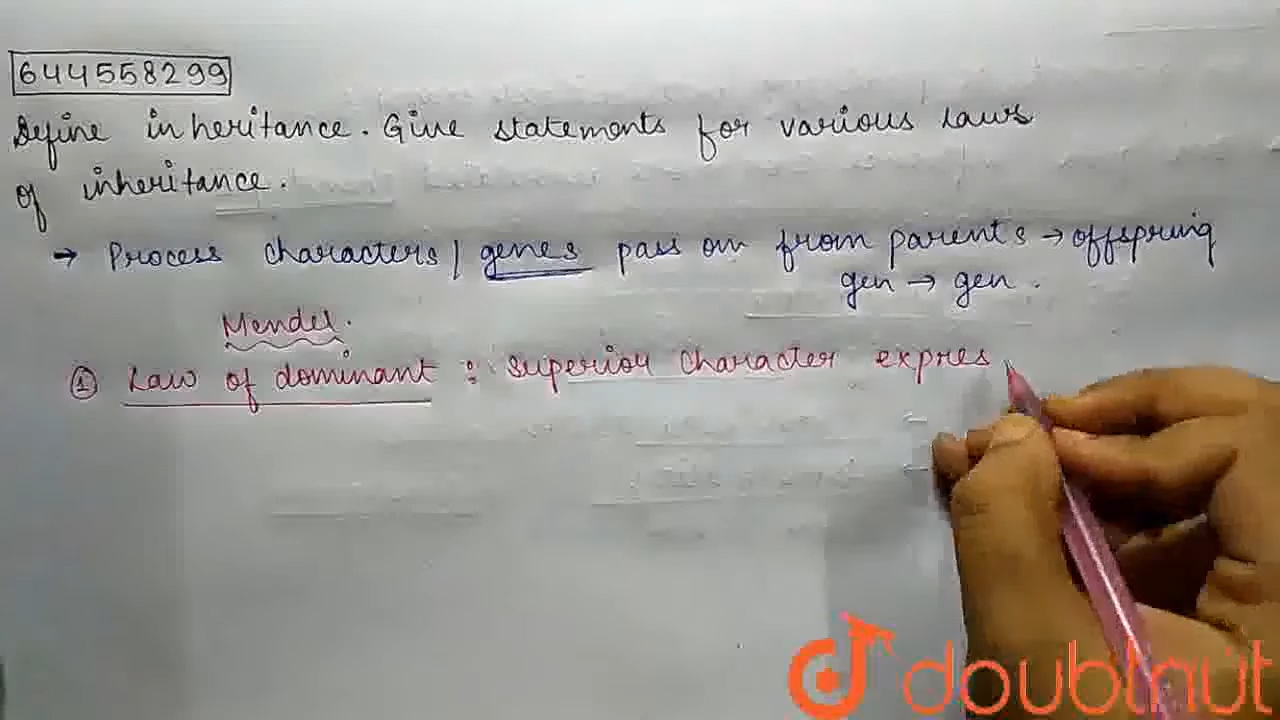 644558299
Define inheritance. Give statements for various laws
of inheritance.
→ Process characters/genes pass on from parents → offspring
gen → gen.
Mendel.
① Law of dominant : superior character expres
doubtnut